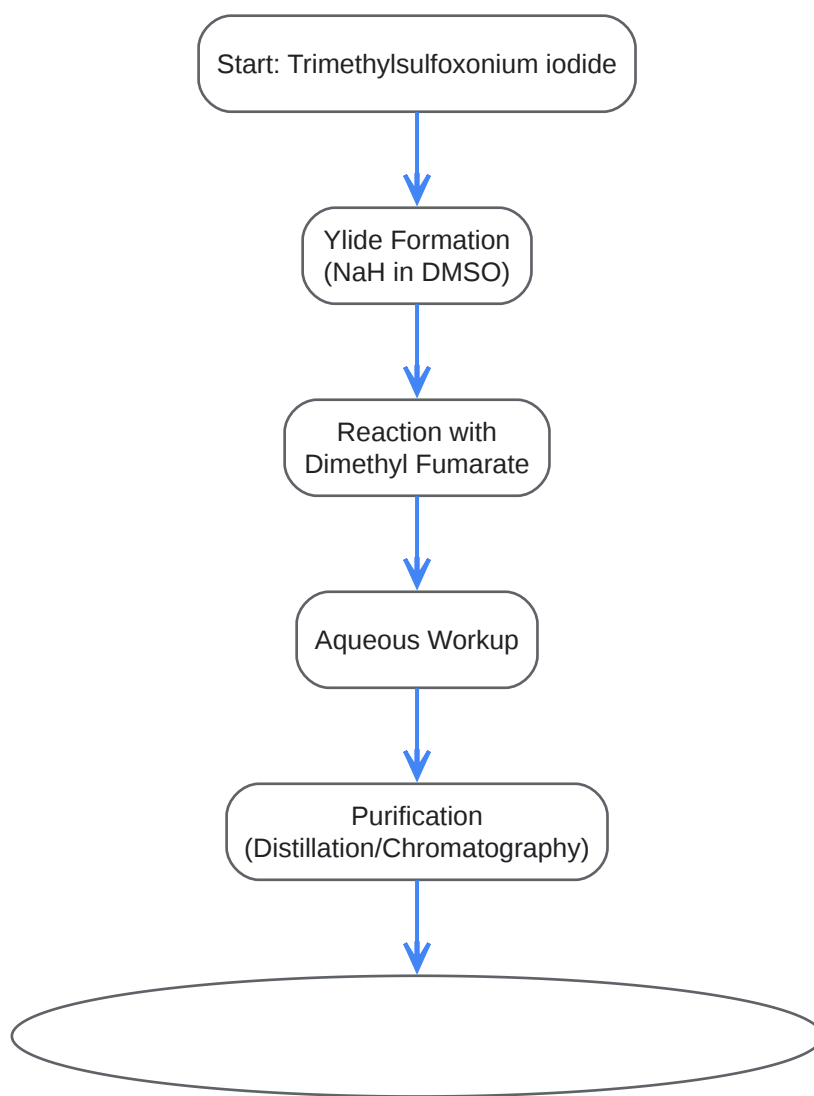 Start: Trimethylsulfoxonium iodide
Ylide Formation
(NaH in DMSO)
Reaction with
Dimethyl Fumarate
Aqueous Workup
Purification
(Distillation/Chromatography)